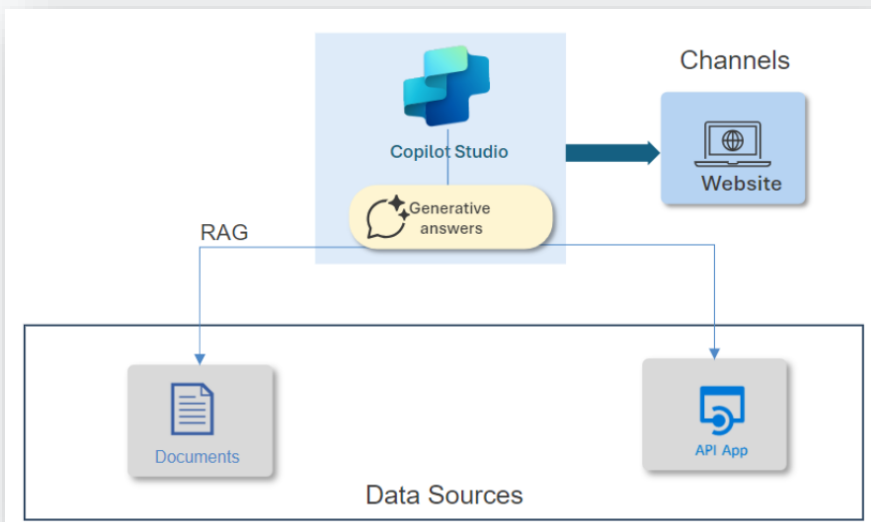 Channels
Copilot Studio
Website
Generative
answers
RAG
Documents
API App
Data Sources